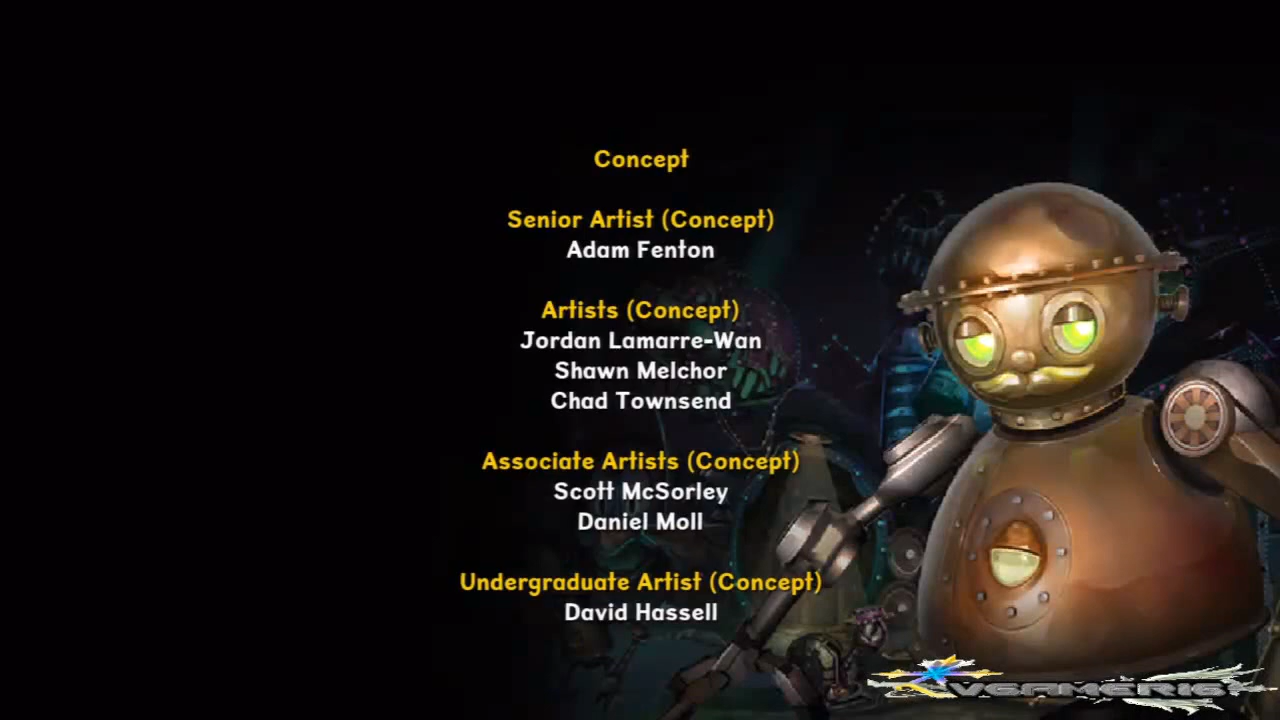 Concept
Senior Artist (Concept)
Adam Fenton
Artists (Concept)
Jordan Lamarre-Wan
Shawn Melchor
Chad Townsend
Associate Artists (Concept)
Scott McSorley
Daniel Moll
Undergraduate Artist (Concept)
David Hassell
VGAMER16